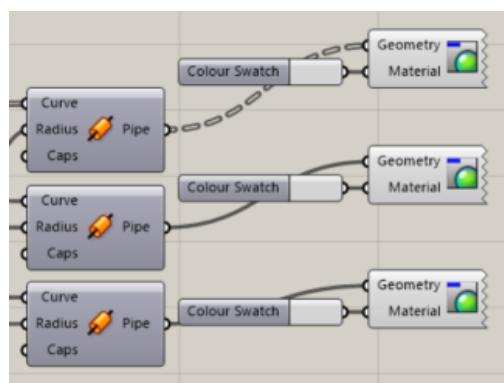 Geometry
Colour Swatch
Material
Curve
Radius Pipe
Caps
Geometry
Colour Swatch
Material
Curve
Radius Pipe
Caps
Geometry
Colour Swatch
Material
Curve
Radius Pipe
Caps